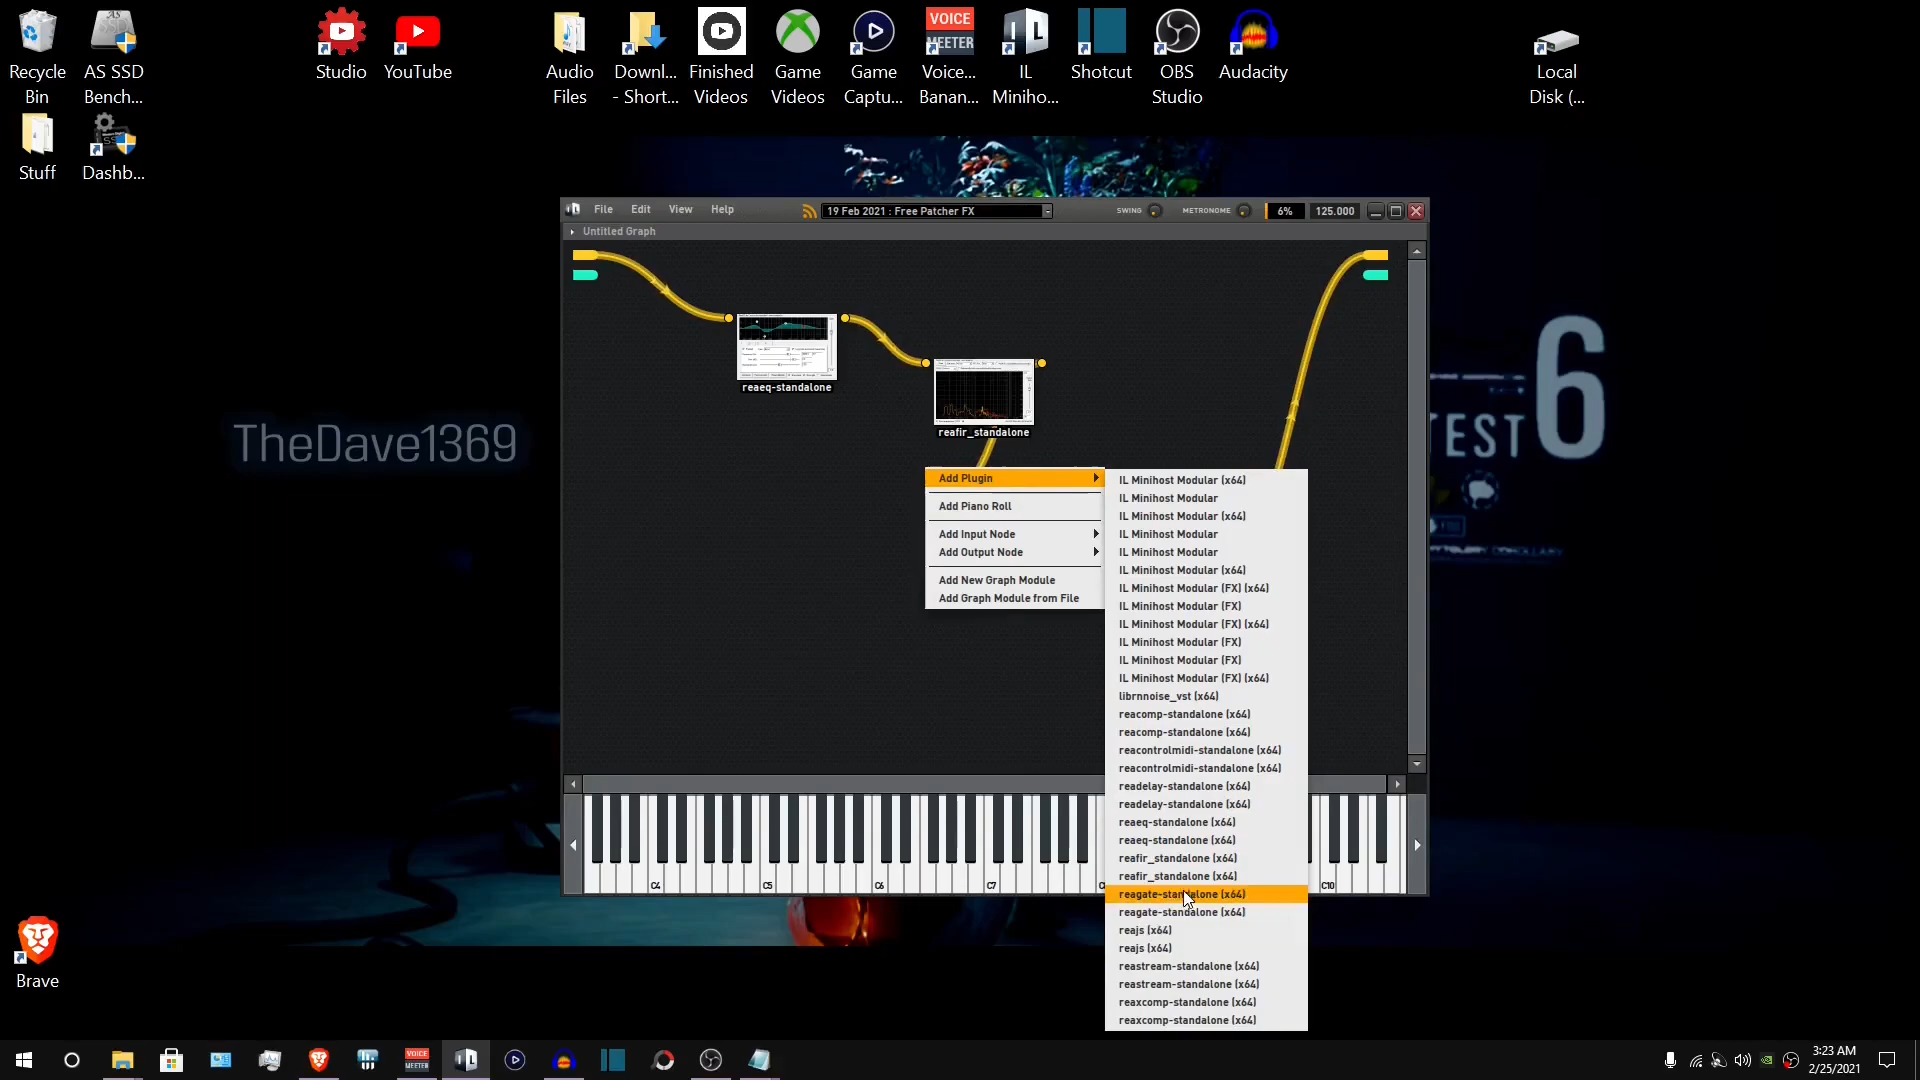 Recycle
Bin
AS SSD
Bench...
Studio
YouTube
Audio
Files
Downl...
- Short...
Finished
Videos
Game
Videos
Game
Captu...
VOICE
MEETER
Voice...
Banan...
IL
Miniho...
Shotcut
OBS
Studio
Audacity
Local
Disk (...
Stuff
Dashb...
TheDave1369
TEST 6
File Edit View Help
19 Feb 2021 : Free Patcher FX
SWING
METRONOME
6%
125.000
Untitled Graph
reaeq-standalone
reafir_standalone
Add Plugin
Add Piano Roll
Add Input Node
Add Output Node
Add New Graph Module
Add Graph Module from File
IL Minihost Modular (x64)
IL Minihost Modular
IL Minihost Modular (x64)
IL Minihost Modular
IL Minihost Modular
IL Minihost Modular (x64)
IL Minihost Modular (FX) (x64)
IL Minihost Modular (FX)
IL Minihost Modular (FX) (x64)
IL Minihost Modular (FX)
IL Minihost Modular (FX)
IL Minihost Modular (FX) (x64)
librnnoise_vst (x64)
reacomp-standalone (x64)
reacomp-standalone (x64)
reacontrolmidi-standalone (x64)
reacontrolmidi-standalone (x64)
readelay-standalone (x64)
readelay-standalone (x64)
reaeq-standalone (x64)
reaeq-standalone (x64)
reafir_standalone (x64)
reafir_standalone (x64)
reagate-standalone (x64)
reagate-standalone (x64)
reajs (x64)
reajs (x64)
reastream-standalone (x64)
reastream-standalone (x64)
reaxcomp-standalone (x64)
reaxcomp-standalone (x64)
C4 C5 C6 C7 C10
Brave
VOICE
MEETER
3:23 AM
2/25/2021